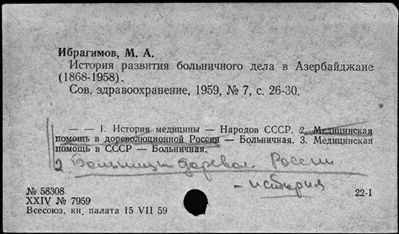 Ибрагимов, М. А.
История развития больничного дела в Азербайджане
(1868-1958).
Сов. здравоохранение, 1959, № 7, с. 26-30.
— — 1. История медицины — Народов СССР. 2. Медицинская
помощь в дореволюционной России — Больничная. 3. Медицинская
помощь в СССР — Больничная.
2. Больницы доревол России
- история
№ 58308
22-1
XXIV № 7959
Всесоюз. кн. палата 15 VII 59